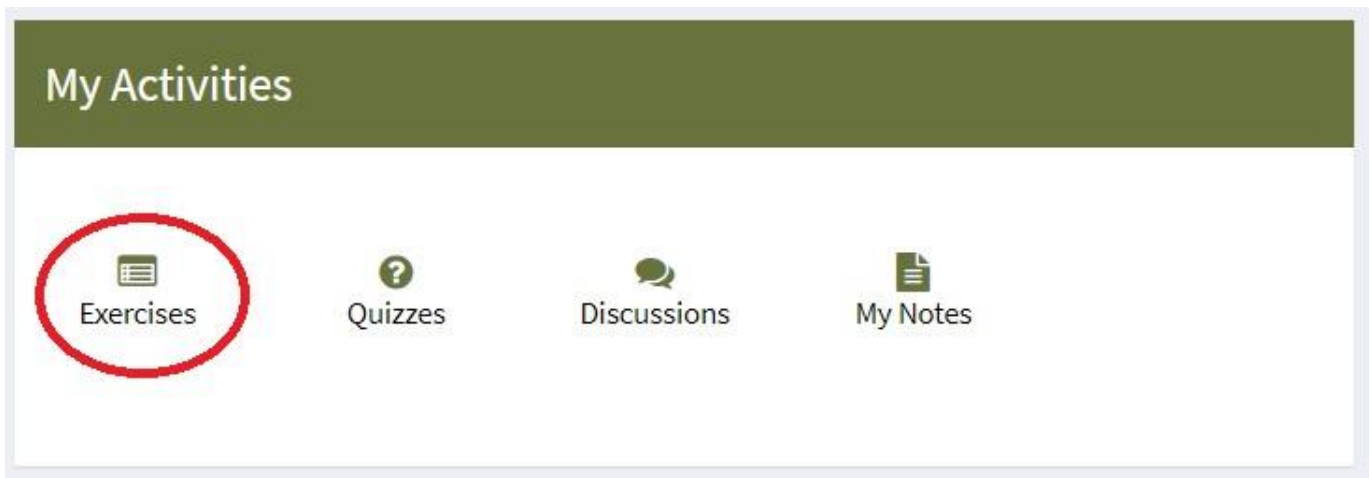 My Activities
Exercises
Quizzes
Discussions
My Notes